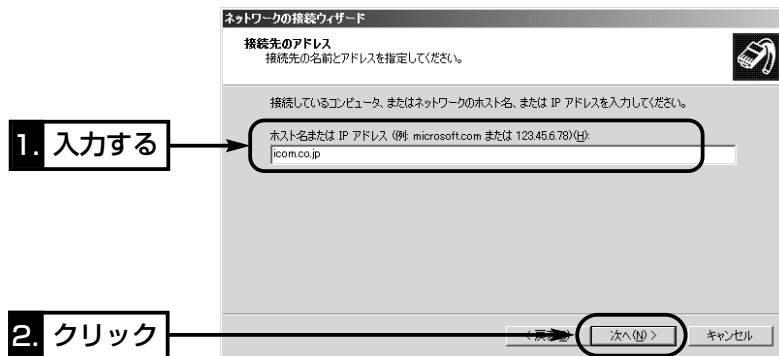 ネットワークの接続ウィザード
接続先のアドレス
接続先の名前とアドレスを指定してください。
接続しているコンピュータ、またはネットワークのホスト名、または IP アドレスを入力してください。
1. 入力する
ホスト名または IP アドレス (例: microsoft.com または 123.45.6.78)(H):
icom.co.jp
2. クリック
次へ(N) >
キャンセル